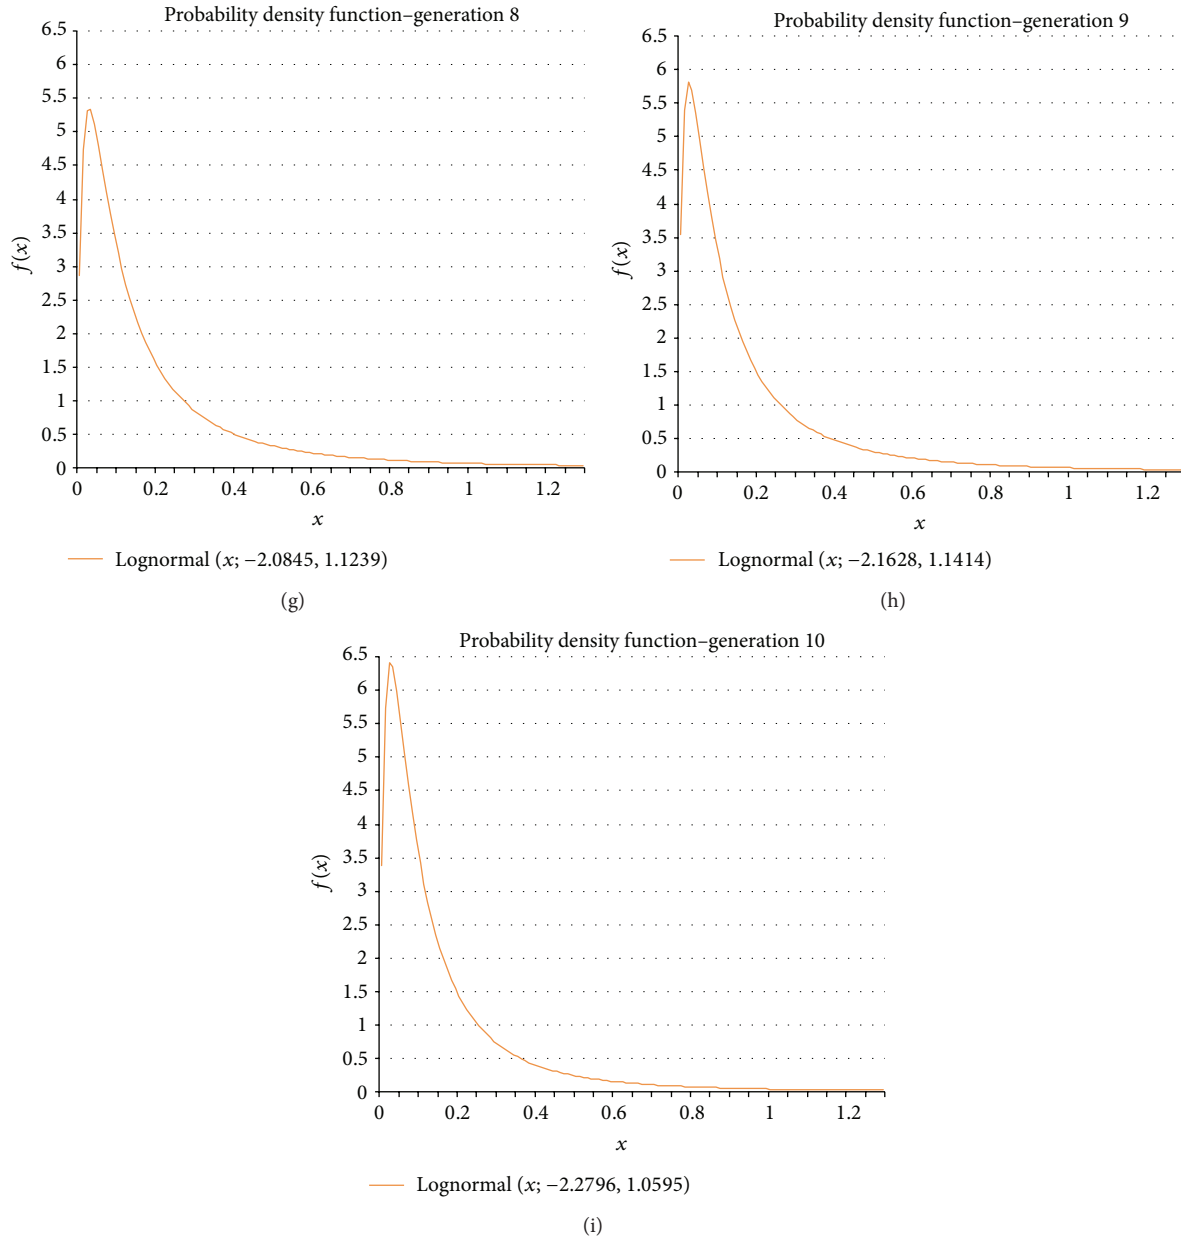 Probability density function–generation 8
6.5
6
5.5
5
4.5
4
3.5
3
2.5
2
1.5
1
0.5
0
f(x)
0 0.2 0.4 0.6 0.8 1 1.2
x
Lognormal (x; −2.0845, 1.1239)
(g)
Probability density function–generation 9
6.5
6
5.5
5
4.5
4
3.5
3
2.5
2
1.5
1
0.5
0
f(x)
0 0.2 0.4 0.6 0.8 1 1.2
x
Lognormal (x; −2.1628, 1.1414)
(h)
Probability density function–generation 10
6.5
6
5.5
5
4.5
4
3.5
3
2.5
2
1.5
1
0.5
0
f(x)
0 0.2 0.4 0.6 0.8 1 1.2
x
Lognormal (x; −2.2796, 1.0595)
(i)